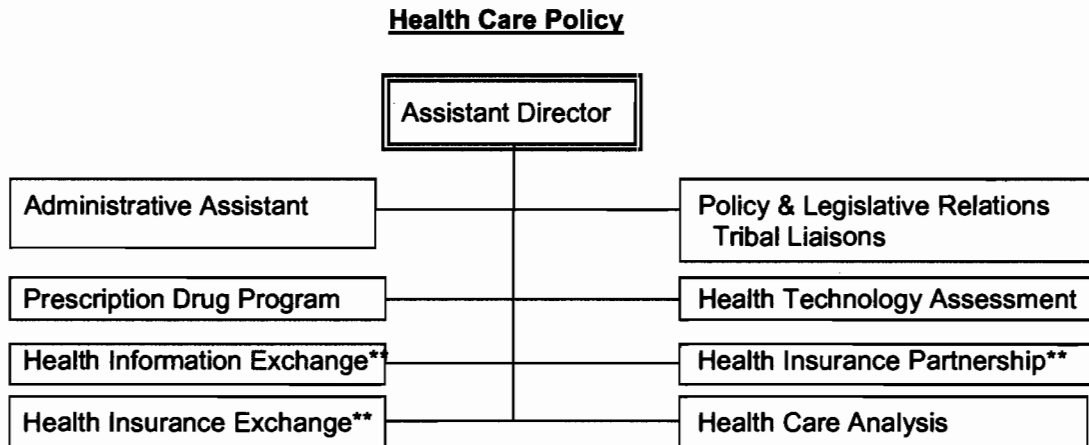 Health Care Policy
Assistant Director
Administrative Assistant
Policy & Legislative Relations
Tribal Liaisons
Prescription Drug Program
Health Technology Assessment
Health Information Exchange**
Health Insurance Partnership**
Health Insurance Exchange**
Health Care Analysis